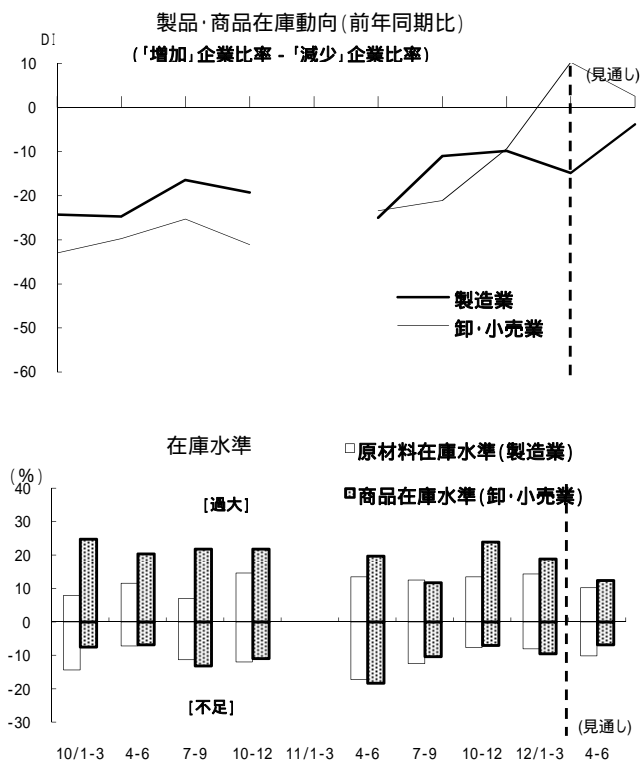 製品･商品在庫動向(前年同期比)
DI
(｢増加｣企業比率 - ｢減少｣企業比率)
10
(見通し)
0
-10
-20
-30
-40
-50
-60
製造業
卸･小売業
在庫水準
(%)
原材料在庫水準(製造業)
商品在庫水準(卸･小売業)
[過大]
40
30
20
10
0
-10
-20
-30
[不足]
(見通し)
10/1-3 4-6 7-9 10-12 11/1-3 4-6 7-9 10-12 12/1-3 4-6